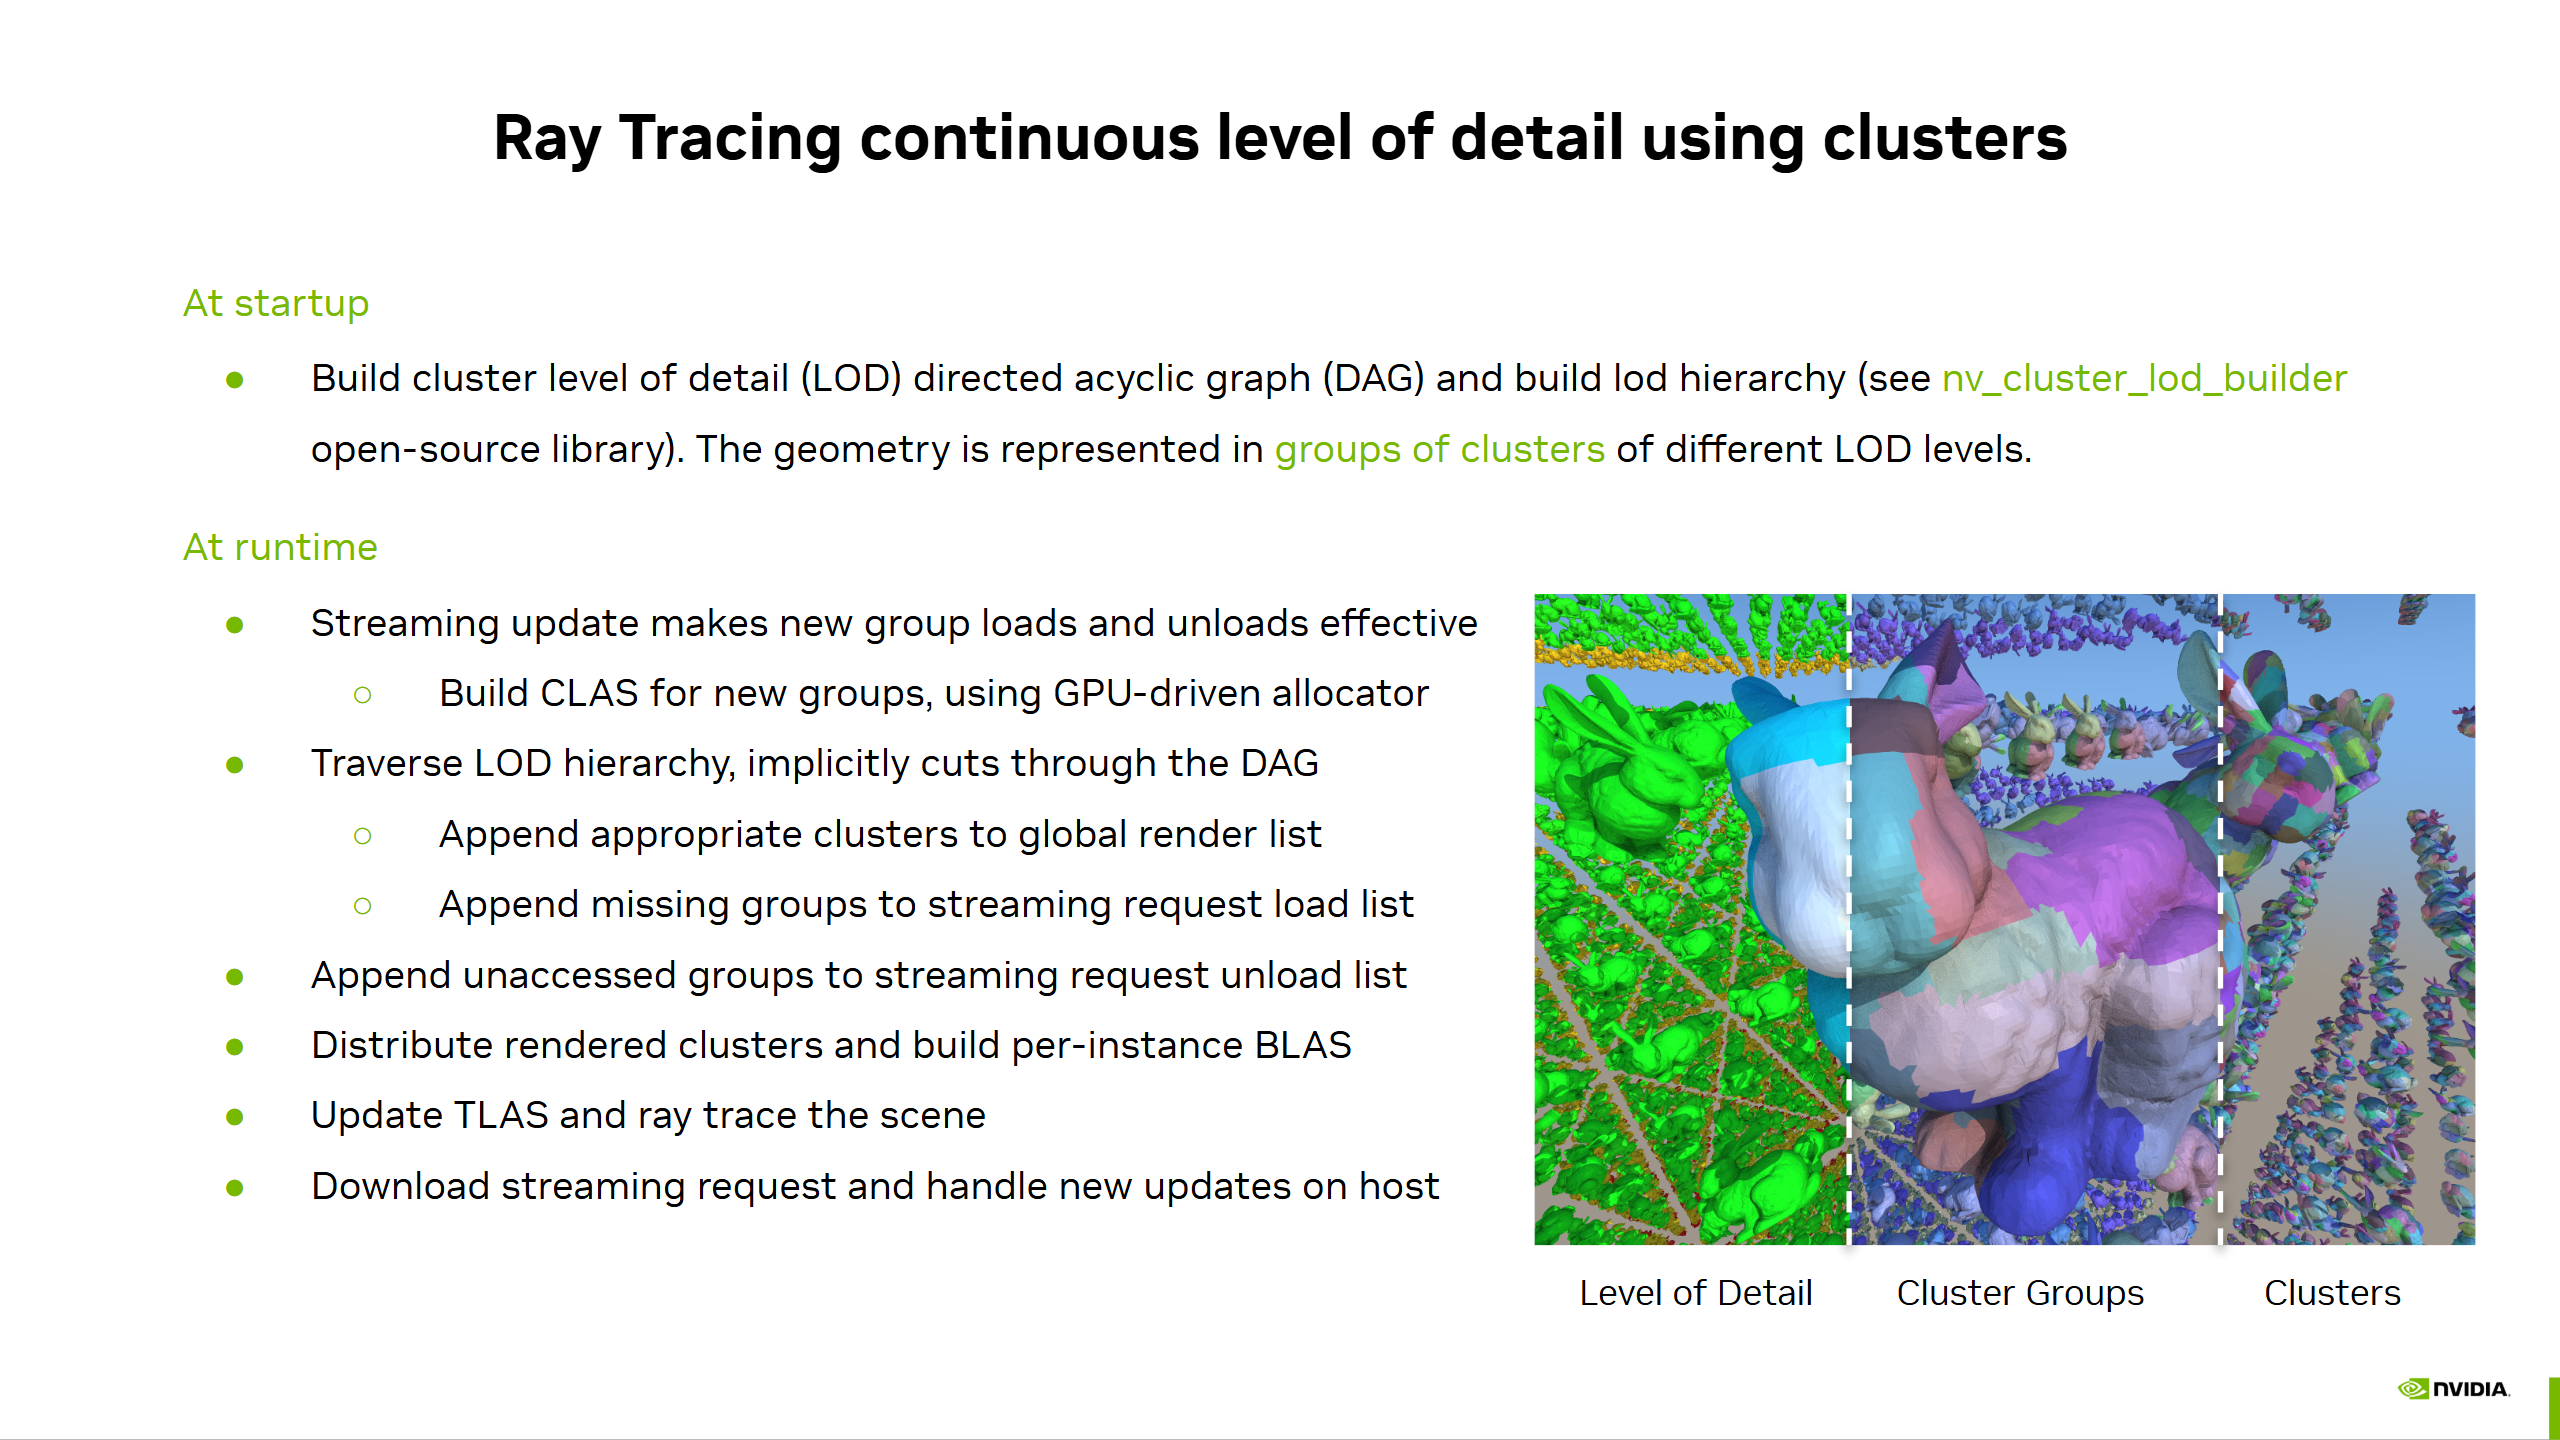 Ray Tracing continuous level of detail using clusters
At startup
● Build cluster level of detail (LOD) directed acyclic graph (DAG) and build lod hierarchy (see nv_cluster_lod_builder
open-source library). The geometry is represented in groups of clusters of different LOD levels.
At runtime
● Streaming update makes new group loads and unloads effective
○ Build CLAS for new groups, using GPU-driven allocator
● Traverse LOD hierarchy, implicitly cuts through the DAG
○ Append appropriate clusters to global render list
○ Append missing groups to streaming request load list
● Append unaccessed groups to streaming request unload list
● Distribute rendered clusters and build per-instance BLAS
● Update TLAS and ray trace the scene
● Download streaming request and handle new updates on host
Level of Detail
Cluster Groups
Clusters
NVIDIA.